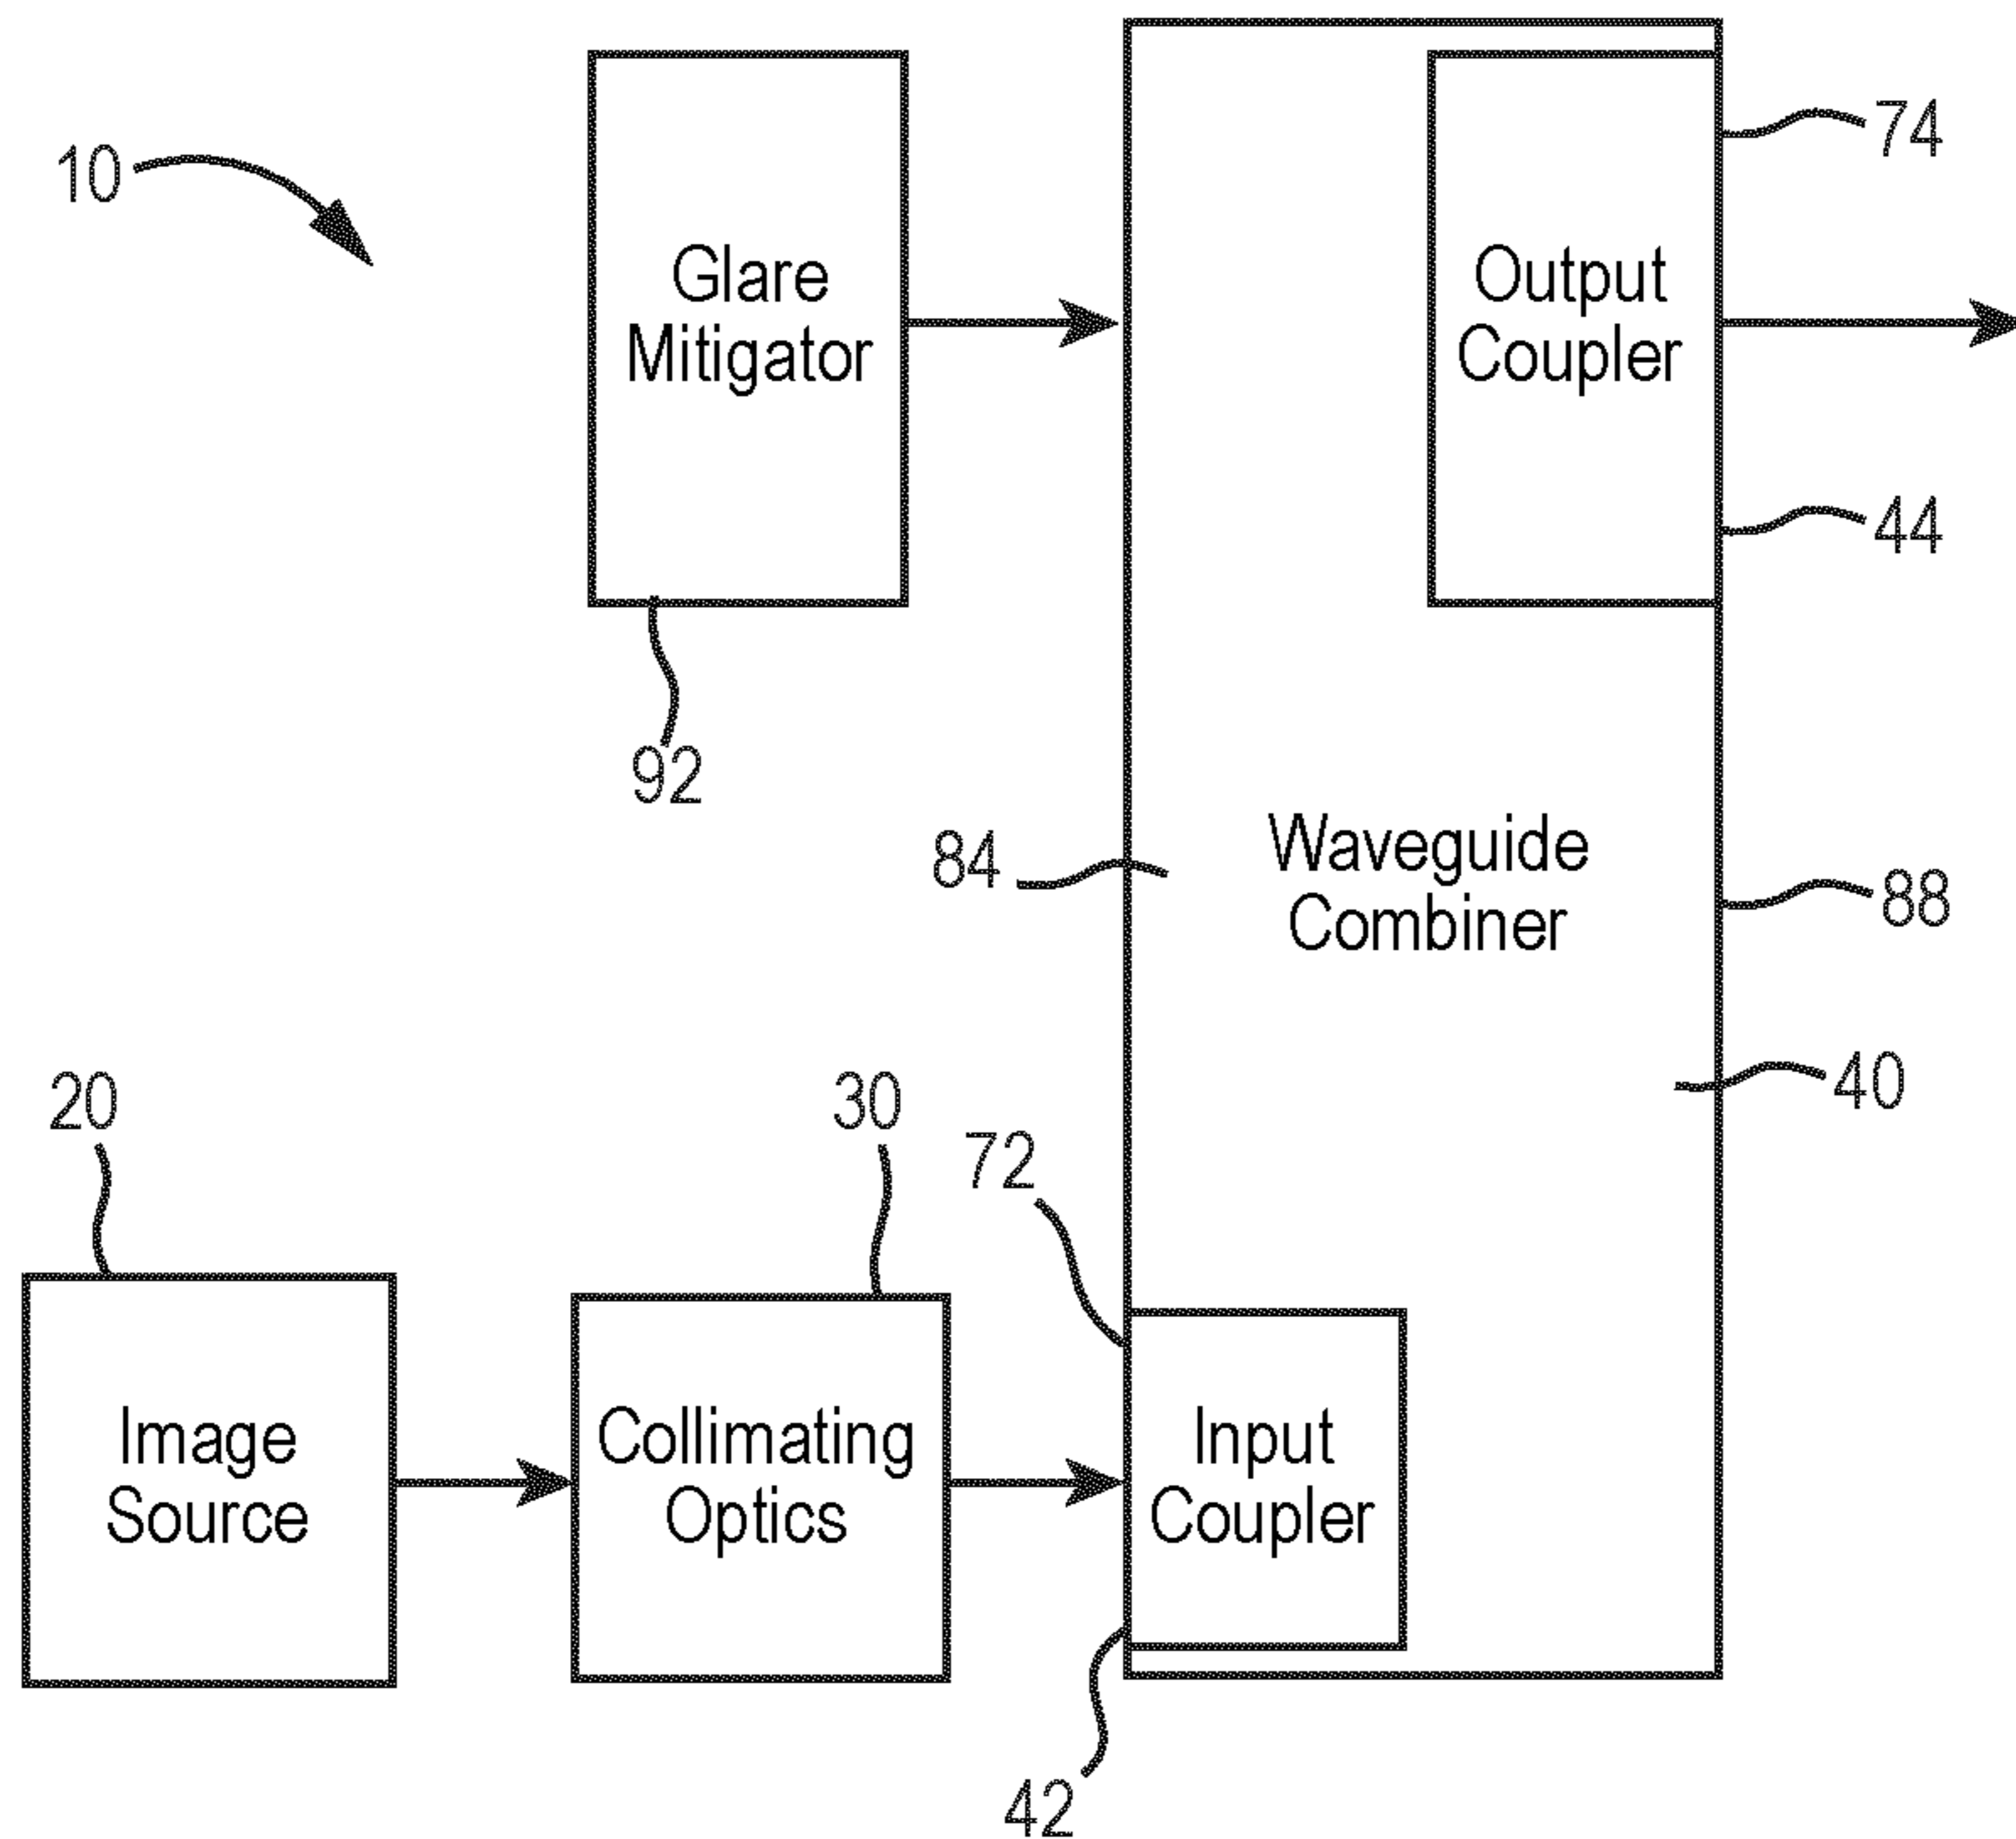 10
Glare
Mitigator
92
Output
Coupler
74
44
84
Waveguide
Combiner
88
40
20
30
72
Image
Source
Collimating
Optics
Input
Coupler
42